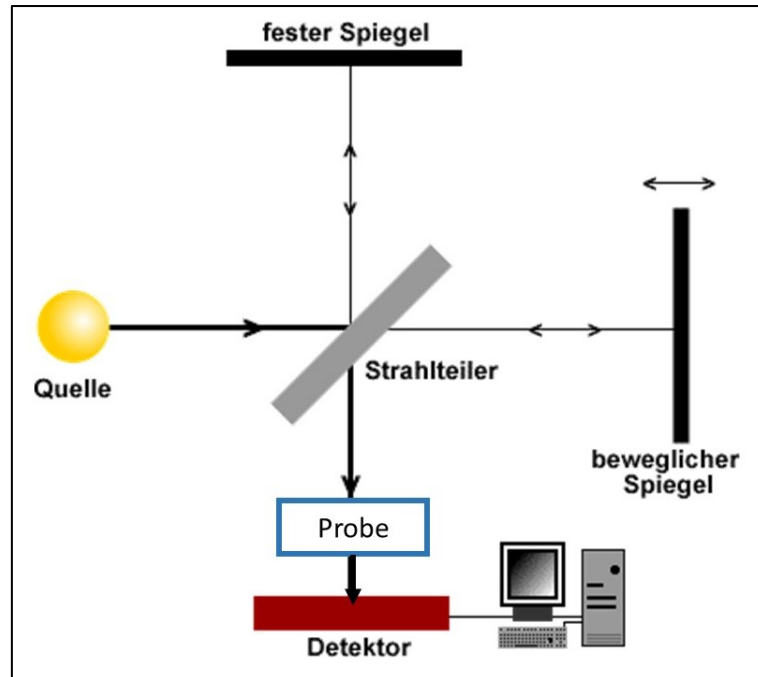 fester Spiegel
Quelle
Strahlteiler
beweglicher
Spiegel
Probe
Detektor